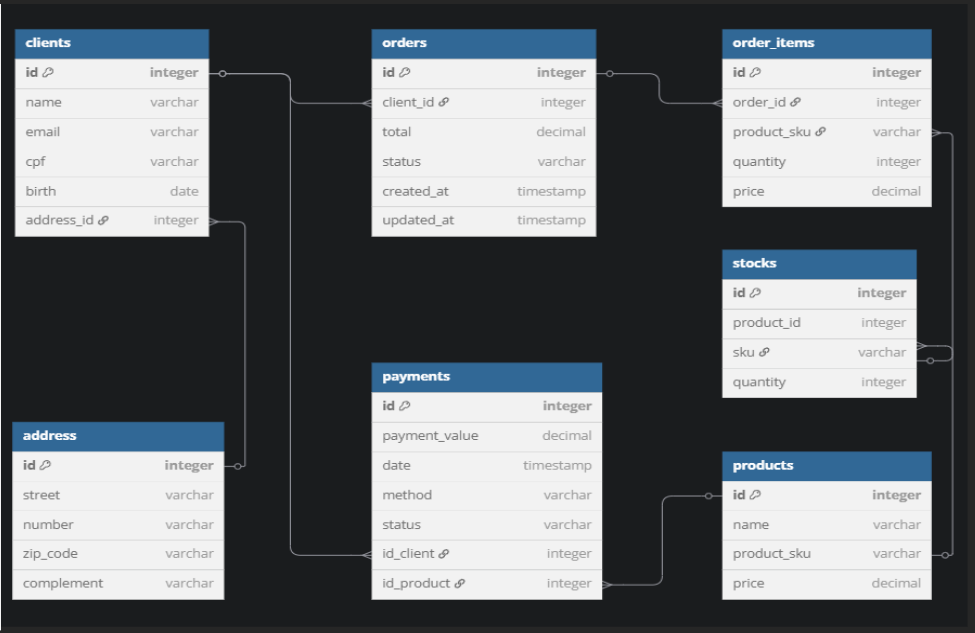 clients
id integer
name varchar
email varchar
cpf varchar
birth date
address_id integer
orders
id integer
client_id integer
total decimal
status varchar
created_at timestamp
updated_at timestamp
order_items
id integer
order_id integer
product_sku varchar
quantity integer
price decimal
stocks
id integer
product_id integer
sku varchar
quantity integer
payments
id integer
payment_value decimal
date timestamp
method varchar
status varchar
id_client integer
id_product integer
address
id integer
street varchar
number varchar
zip_code varchar
complement varchar
products
id integer
name varchar
product_sku varchar
price decimal